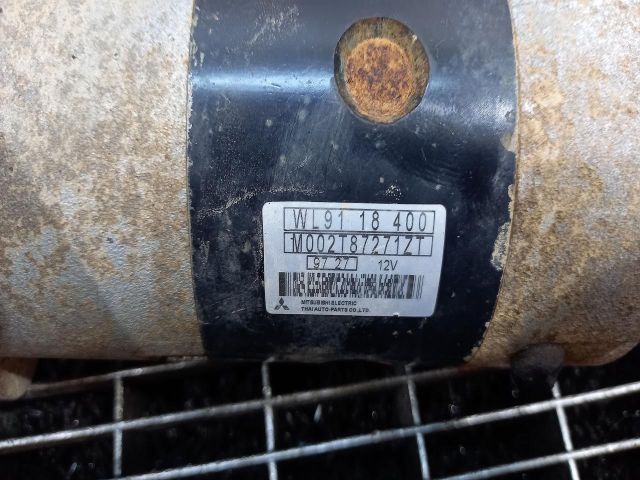 WL91 18 400
M002T87271ZT
97 27 12V
MITSUBISHI ELECTRIC
THAI AUTO-PARTS CO.,LTD.